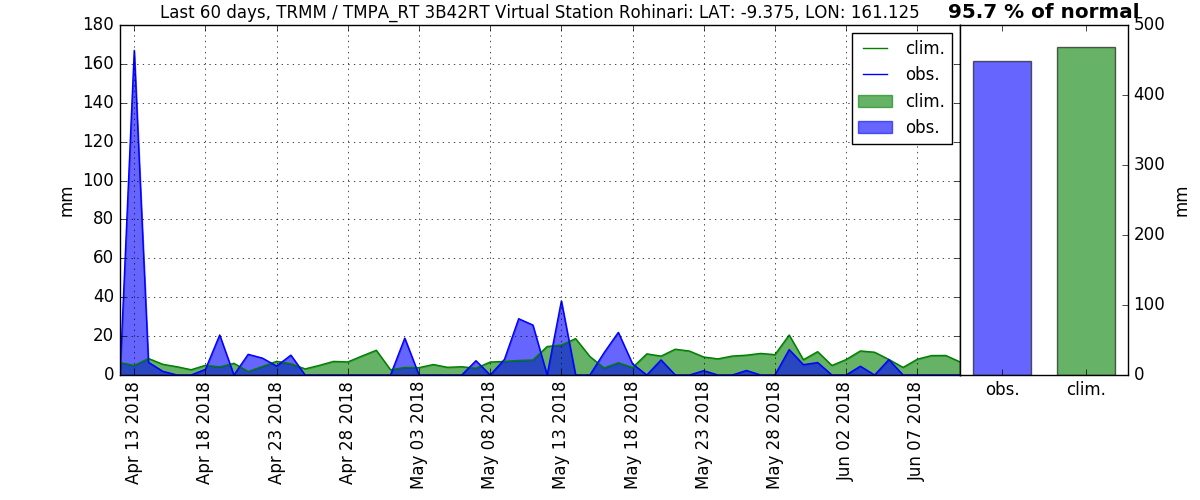 Last 60 days, TRMM / TMPA_RT 3B42RT Virtual Station Rohinari: LAT: -9.375, LON: 161.125
95.7 % of normal
180
160
140
120
100
80
60
40
20
0
mm
clim.
obs.
clim.
obs.
500
400
300
200
100
0
mm
Apr 13 2018
Apr 18 2018
Apr 23 2018
Apr 28 2018
May 03 2018
May 08 2018
May 13 2018
May 18 2018
May 23 2018
May 28 2018
Jun 02 2018
Jun 07 2018
obs.
clim.